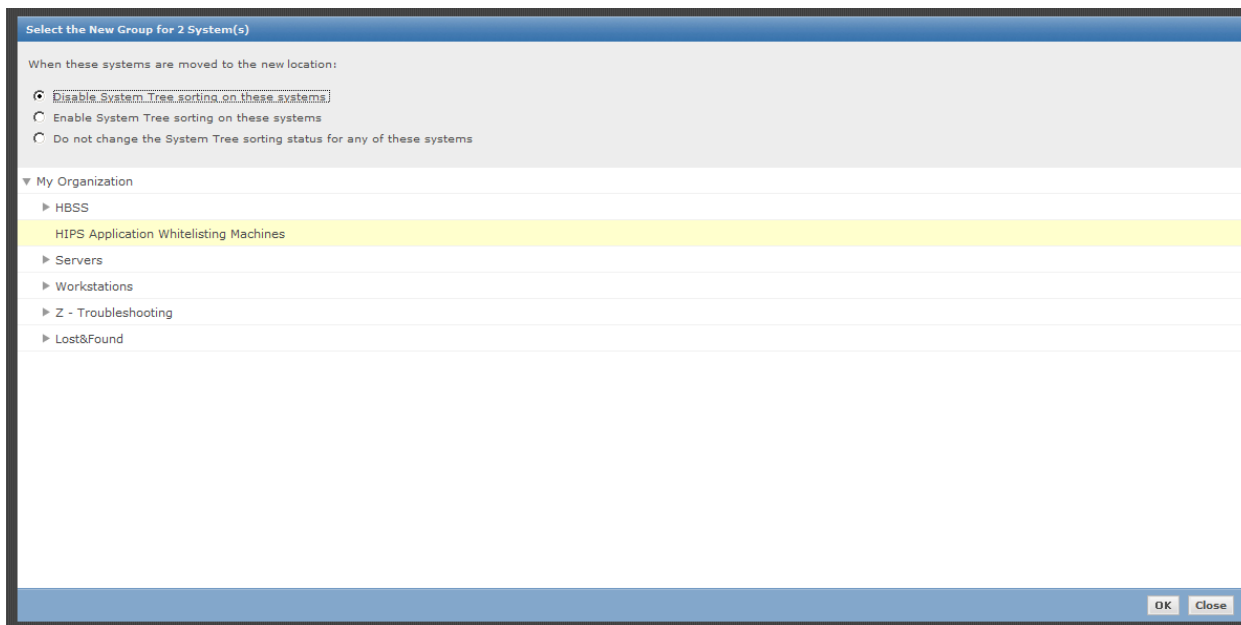 Select the New Group for 2 System(s)
When these systems are moved to the new location:
Disable System Tree sorting on these systems
Enable System Tree sorting on these systems
Do not change the System Tree sorting status for any of these systems
My Organization
HBSS
HIPS Application Whitelisting Machines
Servers
Workstations
Z - Troubleshooting
Lost&Found
OK Close